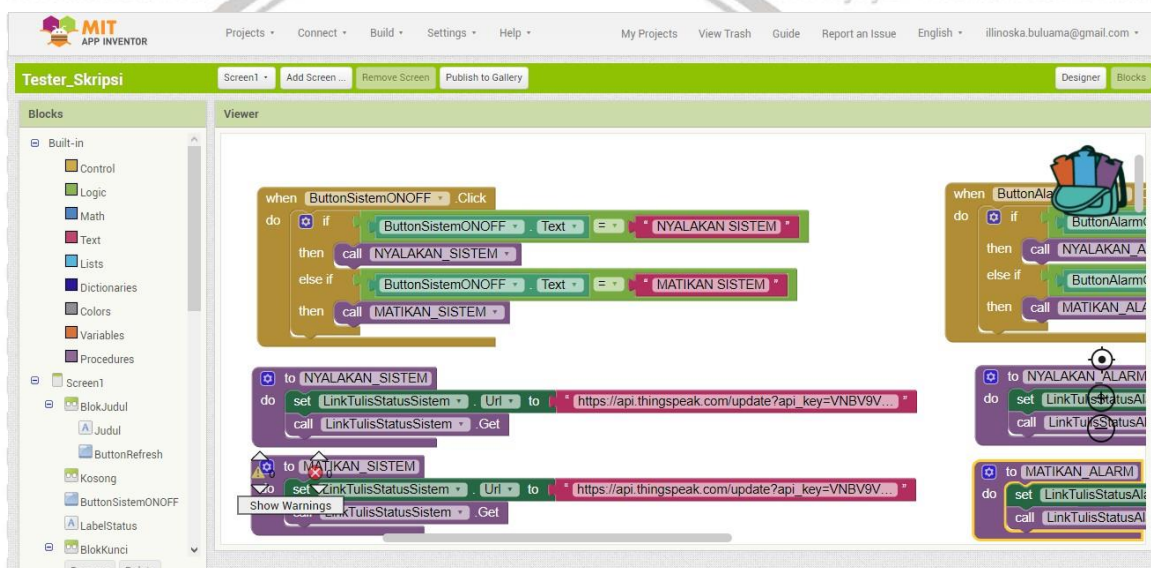 MIT
APP INVENTOR
Projects Connect Build Settings Help My Projects View Trash Guide Report an Issue English illinoska.buluama@gmail.com
Tester_Skripsi Screen1 Add Screen ... Remove Screen Publish to Gallery Designer Blocks
Blocks
Built-in
Control
Logic
Math
Text
Lists
Dictionaries
Colors
Variables
Procedures
Screen1
BlokJudul
Judul
ButtonRefresh
Kosong
ButtonSistemONOFF
LabelStatus
BlokKunci
Viewer
when ButtonSistemONOFF .Click
do if ButtonSistemONOFF . Text = " NYALAKAN SISTEM "
then call NYALAKAN_SISTEM
else if ButtonSistemONOFF . Text = " MATIKAN SISTEM "
then call MATIKAN_SISTEM
to NYALAKAN_SISTEM
do set LinkTulisStatusSistem . Url to " https://api.thingspeak.com/update?api_key=VNBV9V... "
call LinkTulisStatusSistem .Get
to MATIKAN_SISTEM
do set LinkTulisStatusSistem . Url to " https://api.thingspeak.com/update?api_key=VNBV9V... "
call LinkTulisStatusSistem .Get
0 0
Show Warnings
when ButtonAla
do if ButtonAlarm
then call NYALAKAN_A
else if ButtonAlarm
then call MATIKAN_ALA
to NYALAKAN_ALARM
do set LinkTulisStatusAl
call LinkTulisStatusAl
to MATIKAN_ALARM
do set LinkTulisStatusAla
call LinkTulisStatusAl